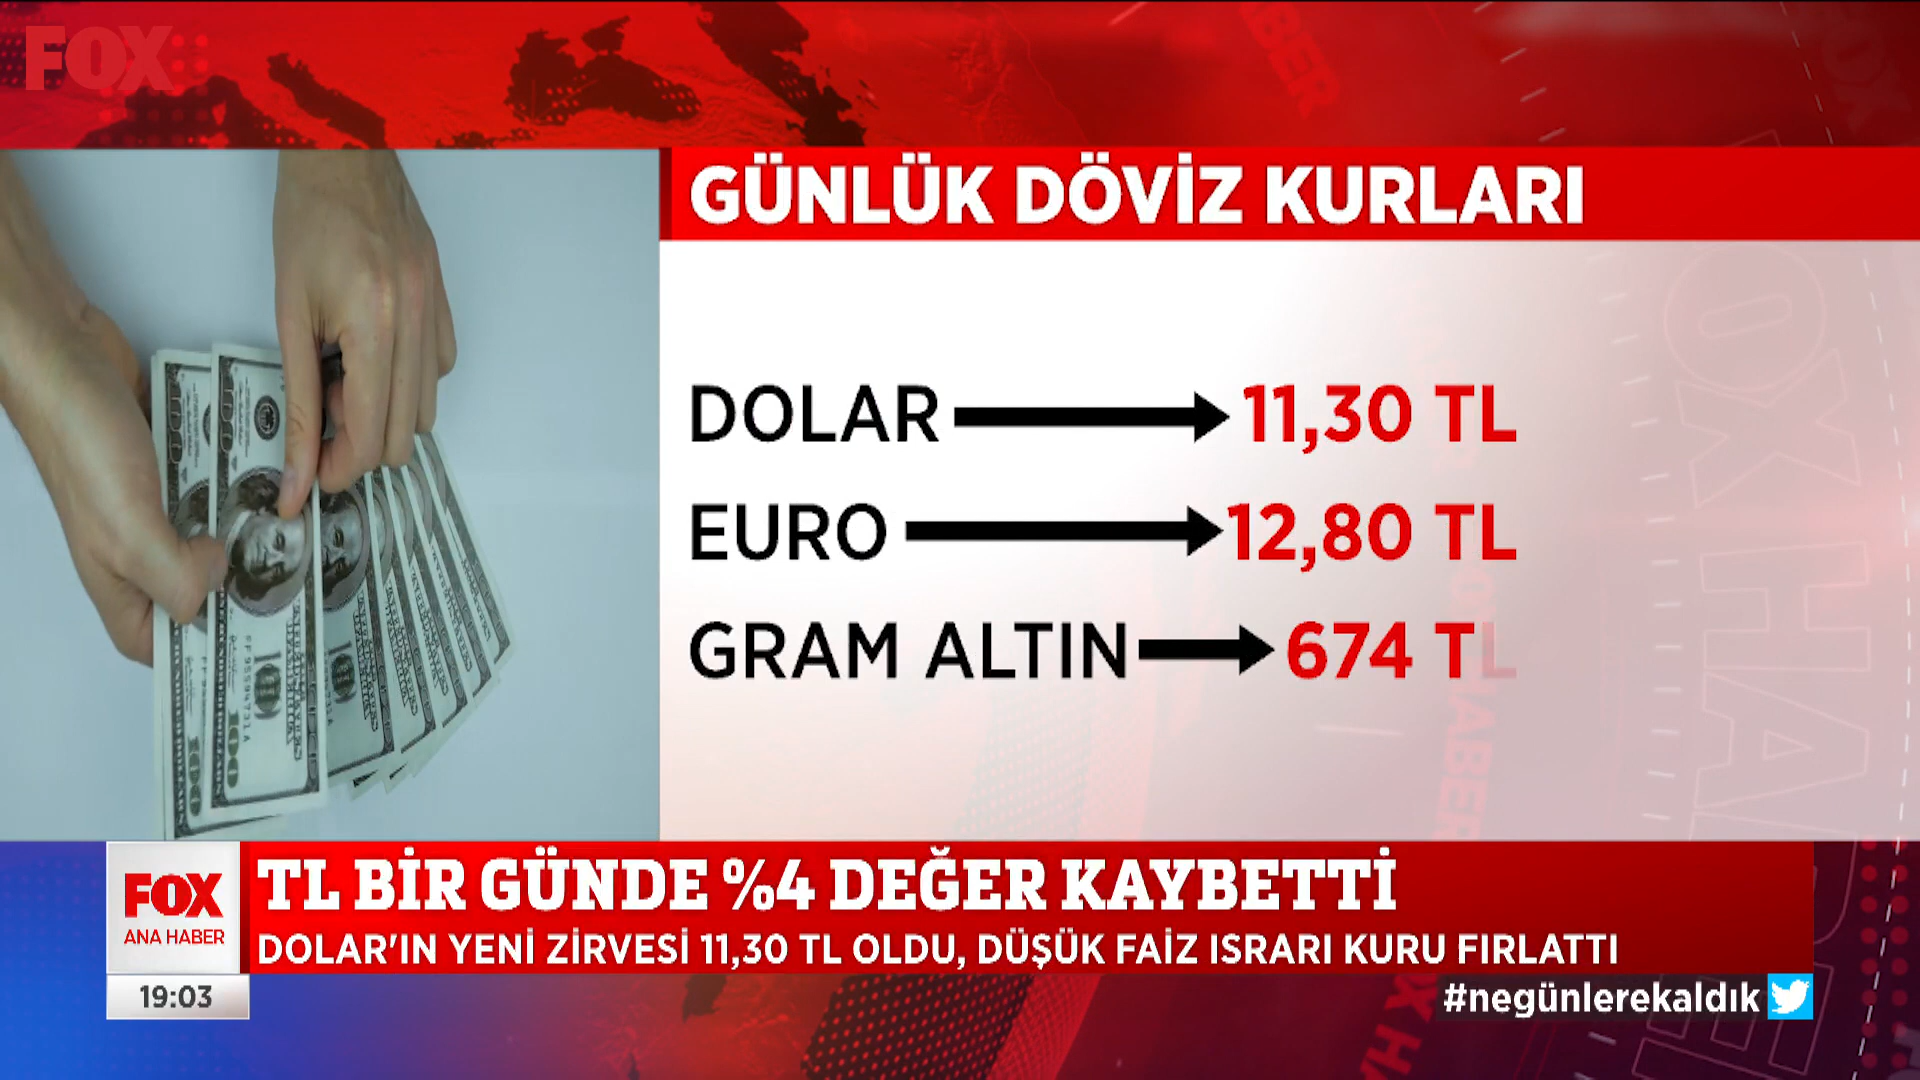 FOX
GÜNLÜK DÖVİZ KURLARI
DOLAR 11,30 TL
EURO 12,80 TL
GRAM ALTIN 674 TL
FOX
ANA HABER
TL BİR GÜNDE %4 DEĞER KAYBETTİ
DOLAR'IN YENİ ZİRVESİ 11,30 TL OLDU, DÜŞÜK FAİZ ISRARI KURU FIRLATTI
19:03
#negünlerekaldık